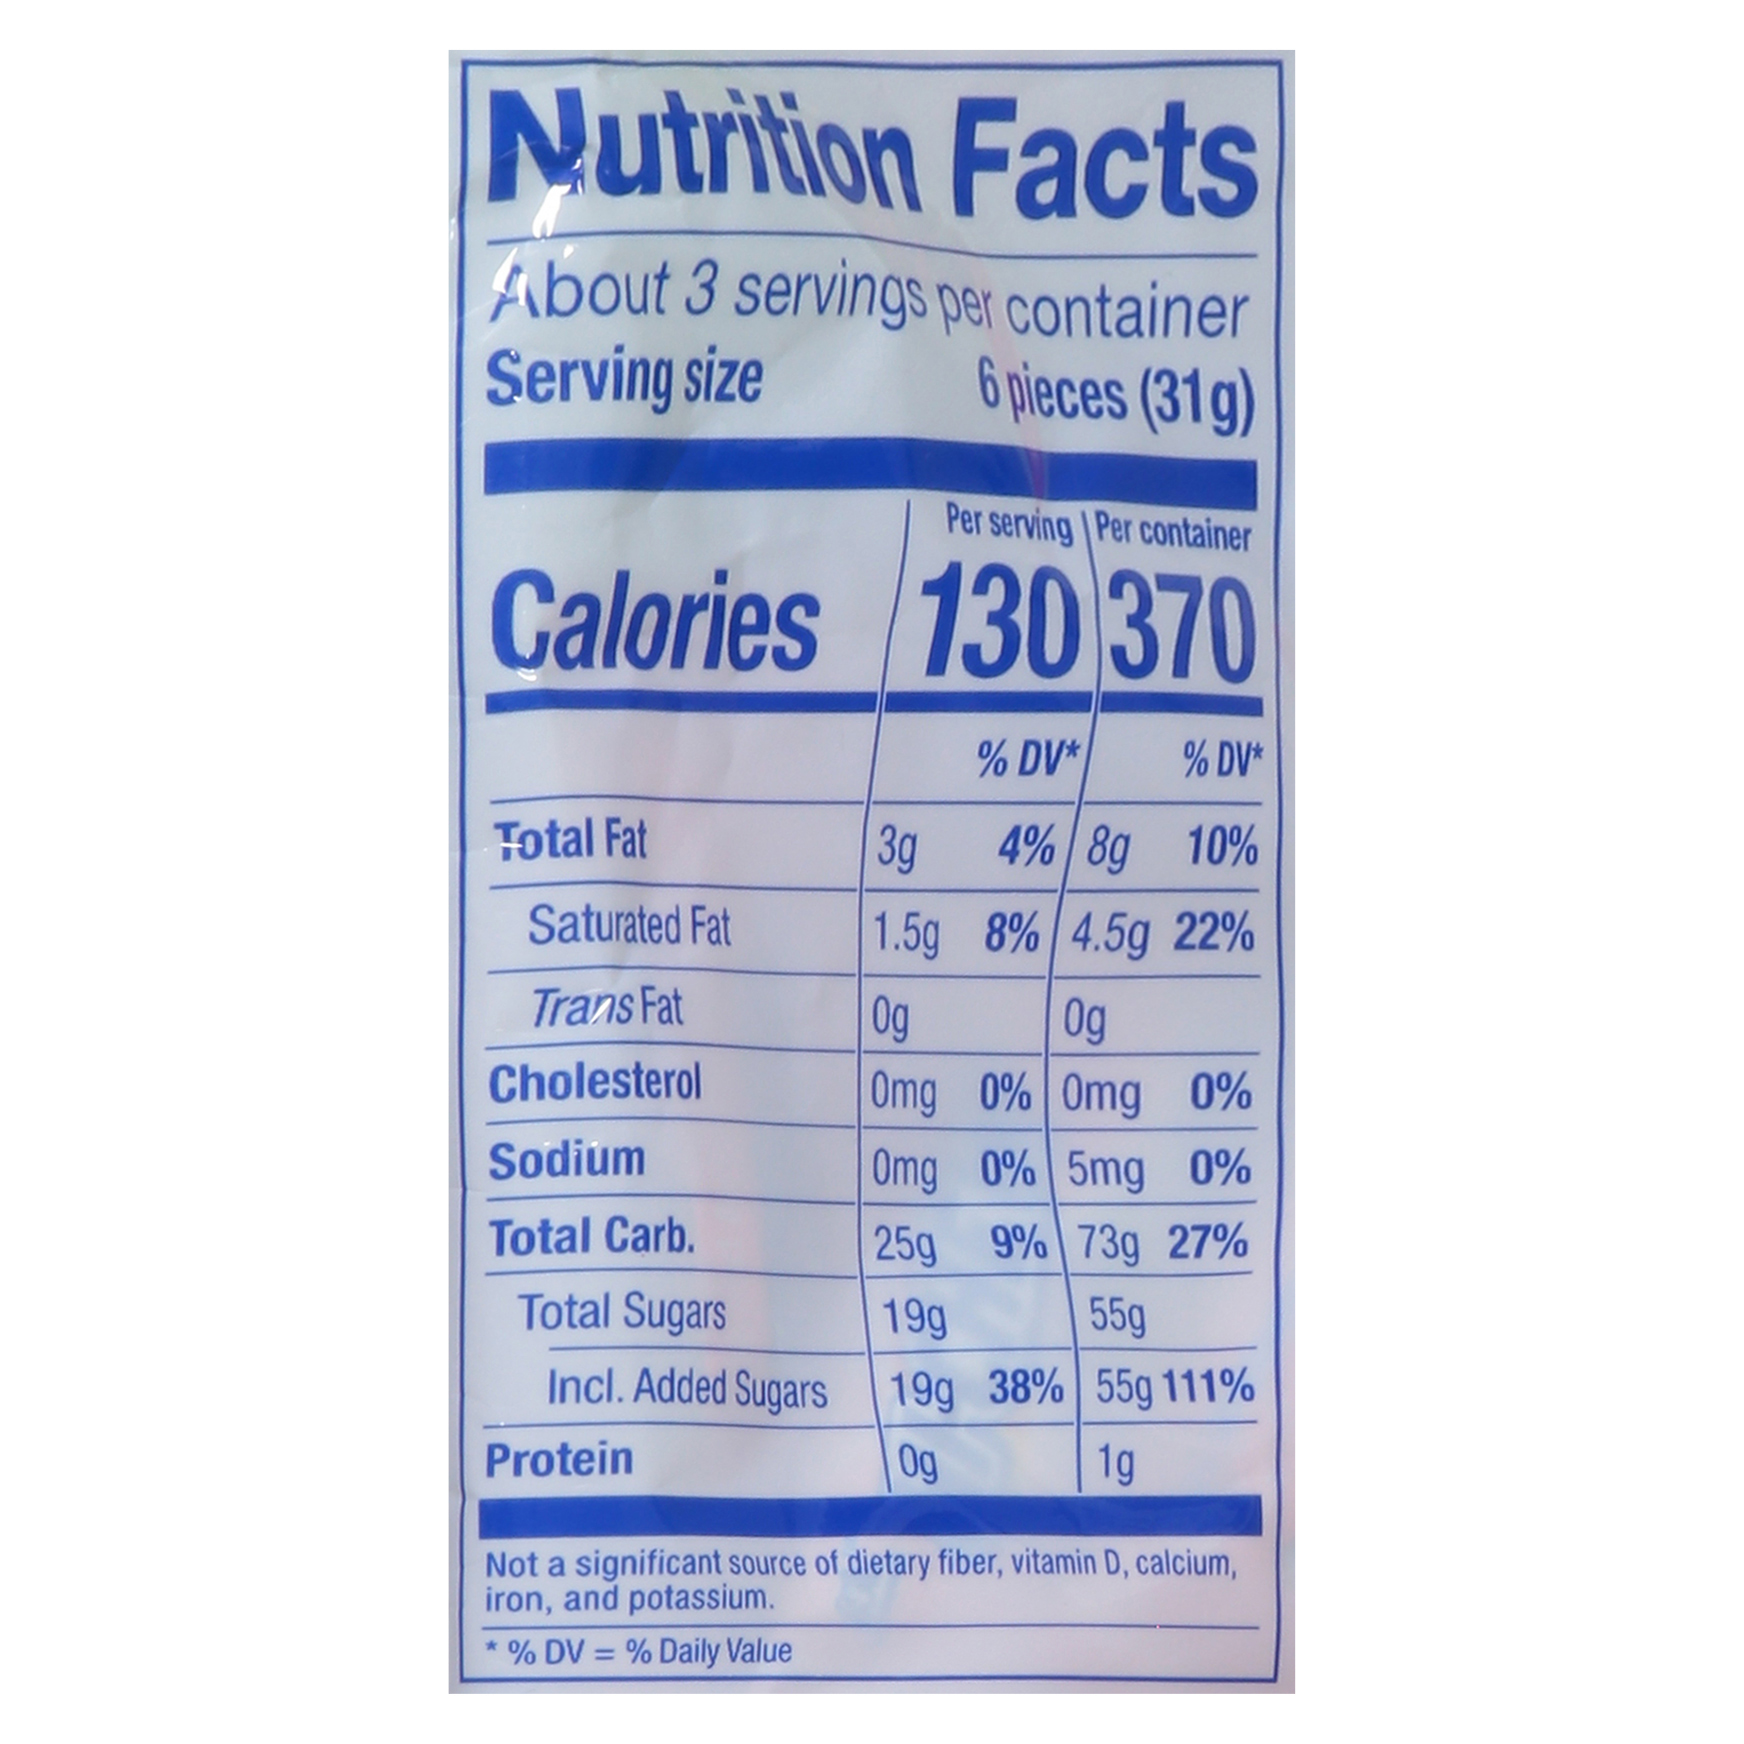 Nutrition Facts
About 3 servings per container
Serving size 6 pieces (31g)
Per serving Per container
Calories 130 370
% DV* % DV*
Total Fat 3g 4% 8g 10%
Saturated Fat 1.5g 8% 4.5g 22%
Trans Fat 0g 0g
Cholesterol 0mg 0% 0mg 0%
Sodium 0mg 0% 5mg 0%
Total Carb. 25g 9% 73g 27%
Total Sugars 19g 55g
Incl. Added Sugars 19g 38% 55g 111%
Protein 0g 1g
Not a significant source of dietary fiber, vitamin D, calcium,
iron, and potassium.
* % DV = % Daily Value